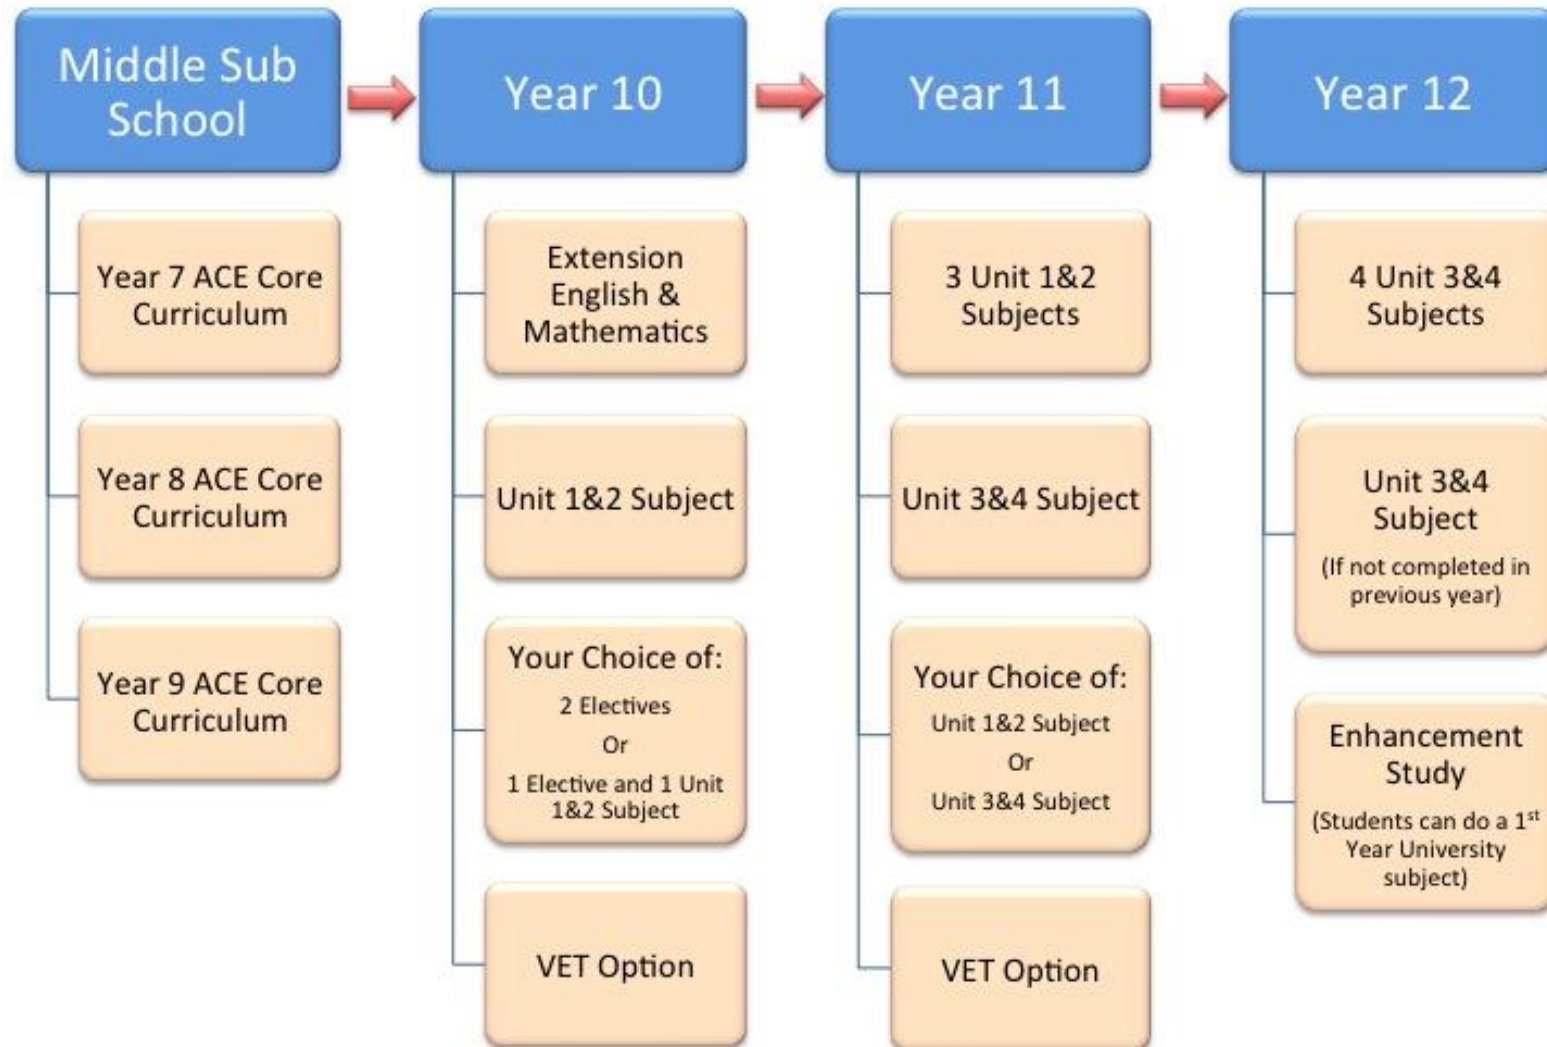 Middle Sub
School
Year 7 ACE Core
Curriculum
Year 8 ACE Core
Curriculum
Year 9 ACE Core
Curriculum
Year 10
Extension
English &
Mathematics
Unit 1&2 Subject
Your Choice of:
2 Electives
Or
1 Elective and 1 Unit
1&2 Subject
VET Option
Year 11
3 Unit 1&2
Subjects
Unit 3&4 Subject
Your Choice of:
Unit 1&2 Subject
Or
Unit 3&4 Subject
VET Option
Year 12
4 Unit 3&4
Subjects
Unit 3&4
Subject
(If not completed in
previous year)
Enhancement
Study
(Students can do a 1st
Year University
subject)